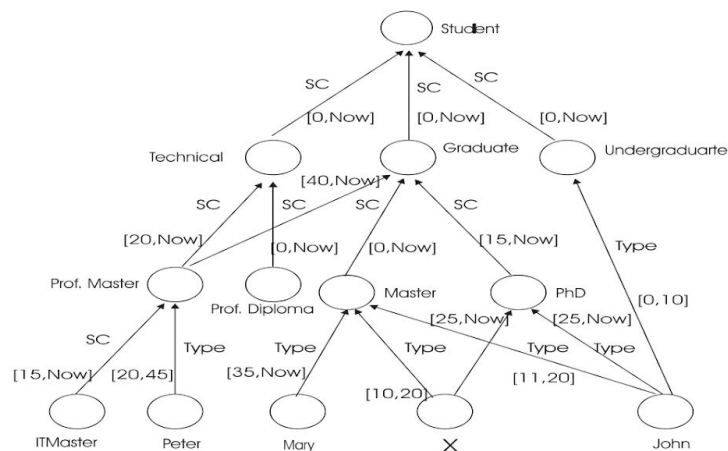 Student
SC SC SC
[0,Now] [0,Now] [0,Now]
Technical Graduate Undergraduarte
[40,Now]
SC SC SC SC
[20,Now] [0,Now] [0,Now] [15,Now] Type
Prof. Master Prof. Diploma Master PhD
[0,10]
[25,Now] [25,Now]
SC Type Type Type Type Type
[15,Now] [20,45] [35,Now] [10,20] [11,20]
ITMaster Peter Mary X John